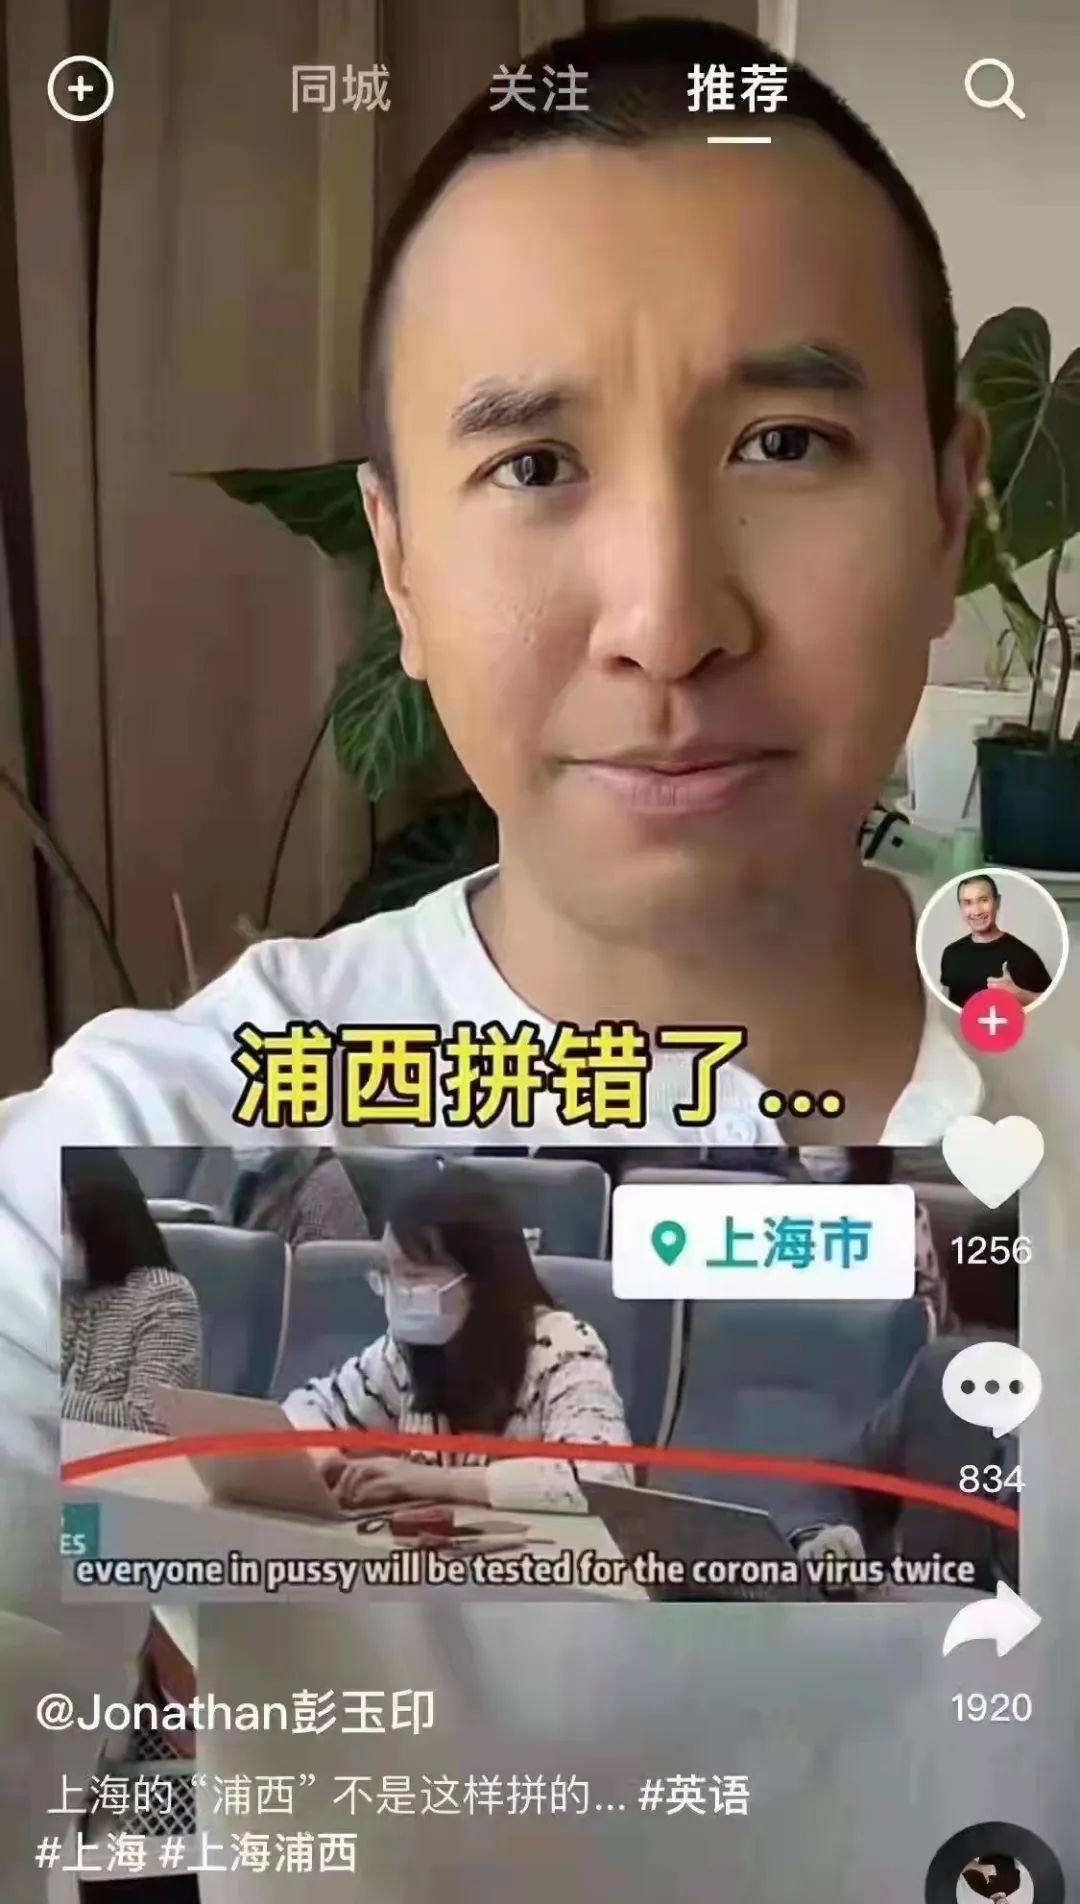 同城 关注 推荐
浦西拼错了...
上海市
ES
everyone in pussy will be tested for the corona virus twice
1256
834
1920
@Jonathan彭玉印
上海的“浦西”不是这样拼的... #英语
#上海 #上海浦西